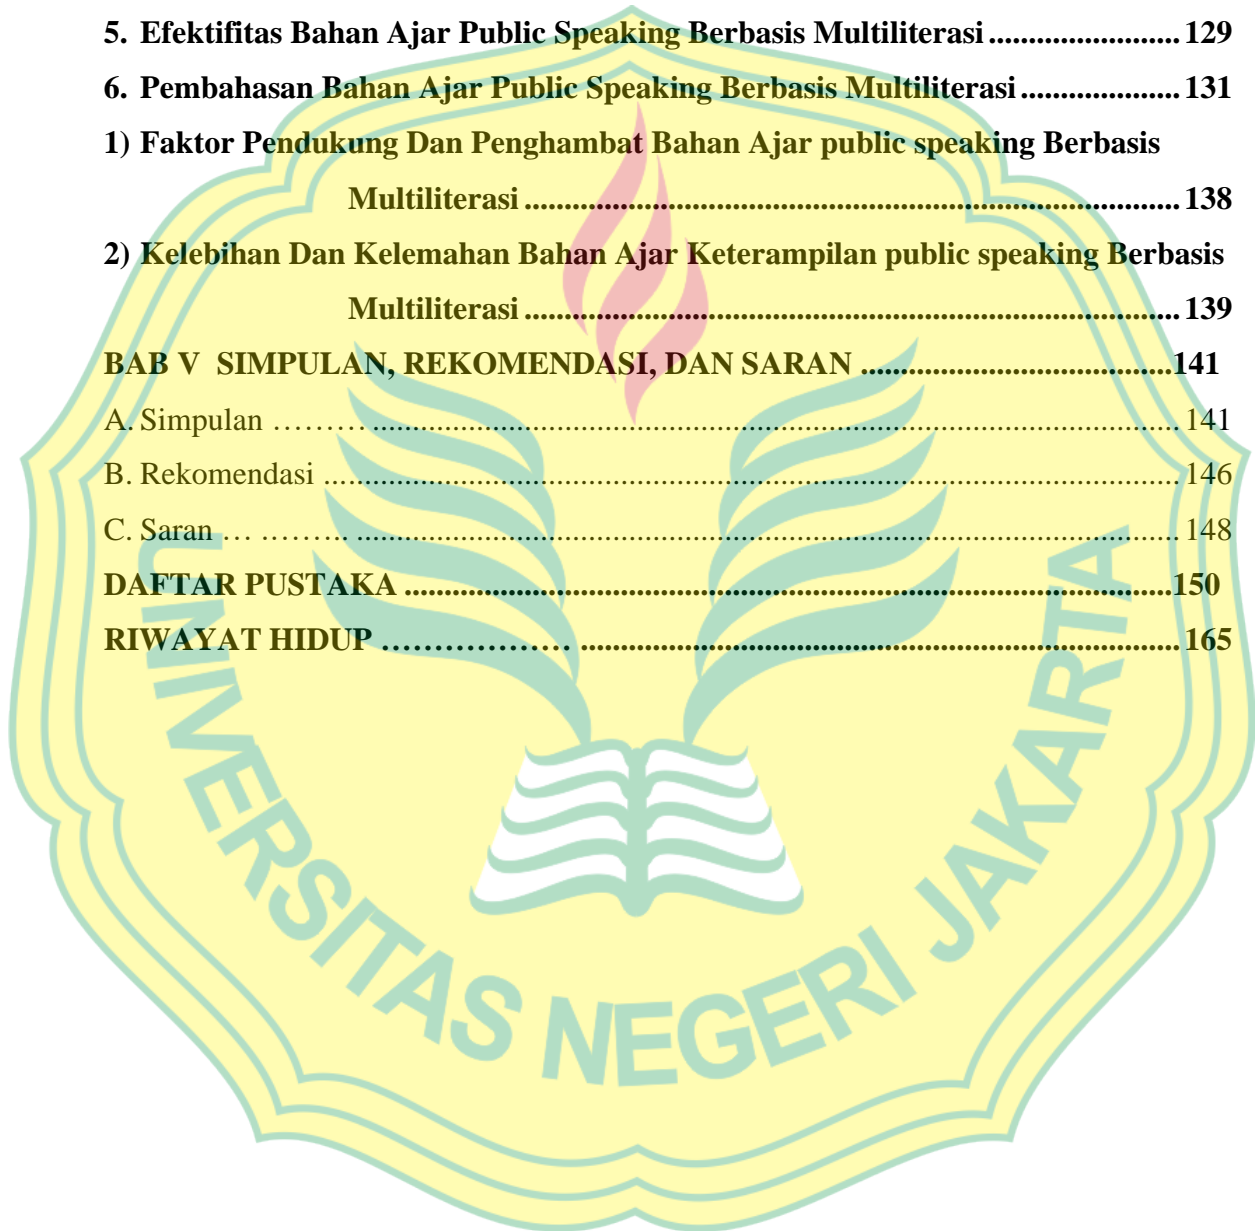 5. Efektifitas Bahan Ajar Public Speaking Berbasis Multiliterasi ........................ 129
6. Pembahasan Bahan Ajar Public Speaking Berbasis Multiliterasi .................... 131
1) Faktor Pendukung Dan Penghambat Bahan Ajar public speaking Berbasis
Multiliterasi .................................................................................... 138
2) Kelebihan Dan Kelemahan Bahan Ajar Keterampilan public speaking Berbasis
Multiliterasi .................................................................................... 139
BAB V SIMPULAN, REKOMENDASI, DAN SARAN ........................................ 141
A. Simpulan ……… ..................................................................................................... 141
B. Rekomendasi ........................................................................................................... 146
C. Saran … ……… ...................................................................................................... 148
DAFTAR PUSTAKA .................................................................................................. 150
RIWAYAT HIDUP ……………… ............................................................................. 165
UNIVERSITAS NEGERI JAKARTA